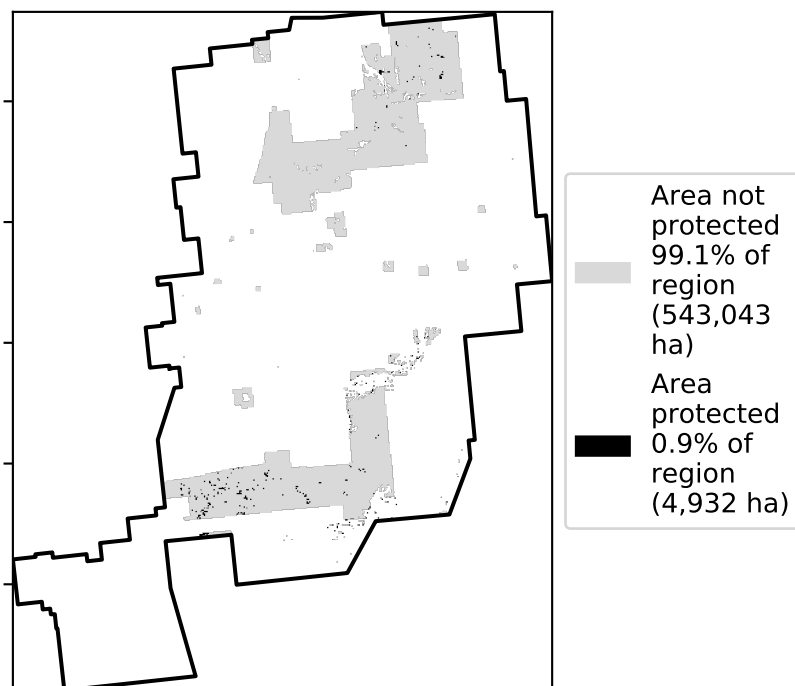 Area not
protected
99.1% of
region
(543,043
ha)
Area
protected
0.9% of
region
(4,932 ha)